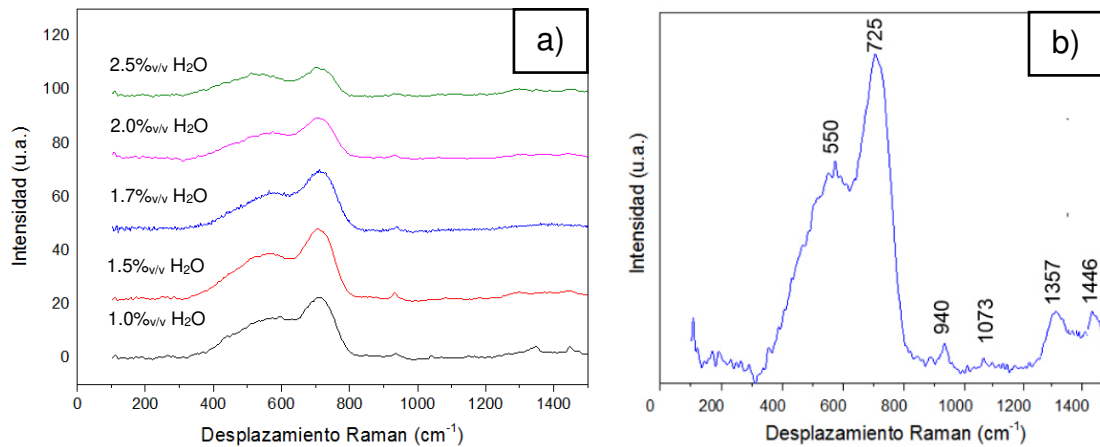 a)
120
100
80
60
40
20
0
Intensidad (u.a.)
2.5%v/v H2O
2.0%v/v H2O
1.7%v/v H2O
1.5%v/v H2O
1.0%v/v H2O
0 200 400 600 800 1000 1200 1400
Desplazamiento Raman (cm-1)
b)
Intensidad (u.a.)
550
725
940
1073
1357
1446
0 200 400 600 800 1000 1200 1400
Desplazamiento Raman (cm-1)